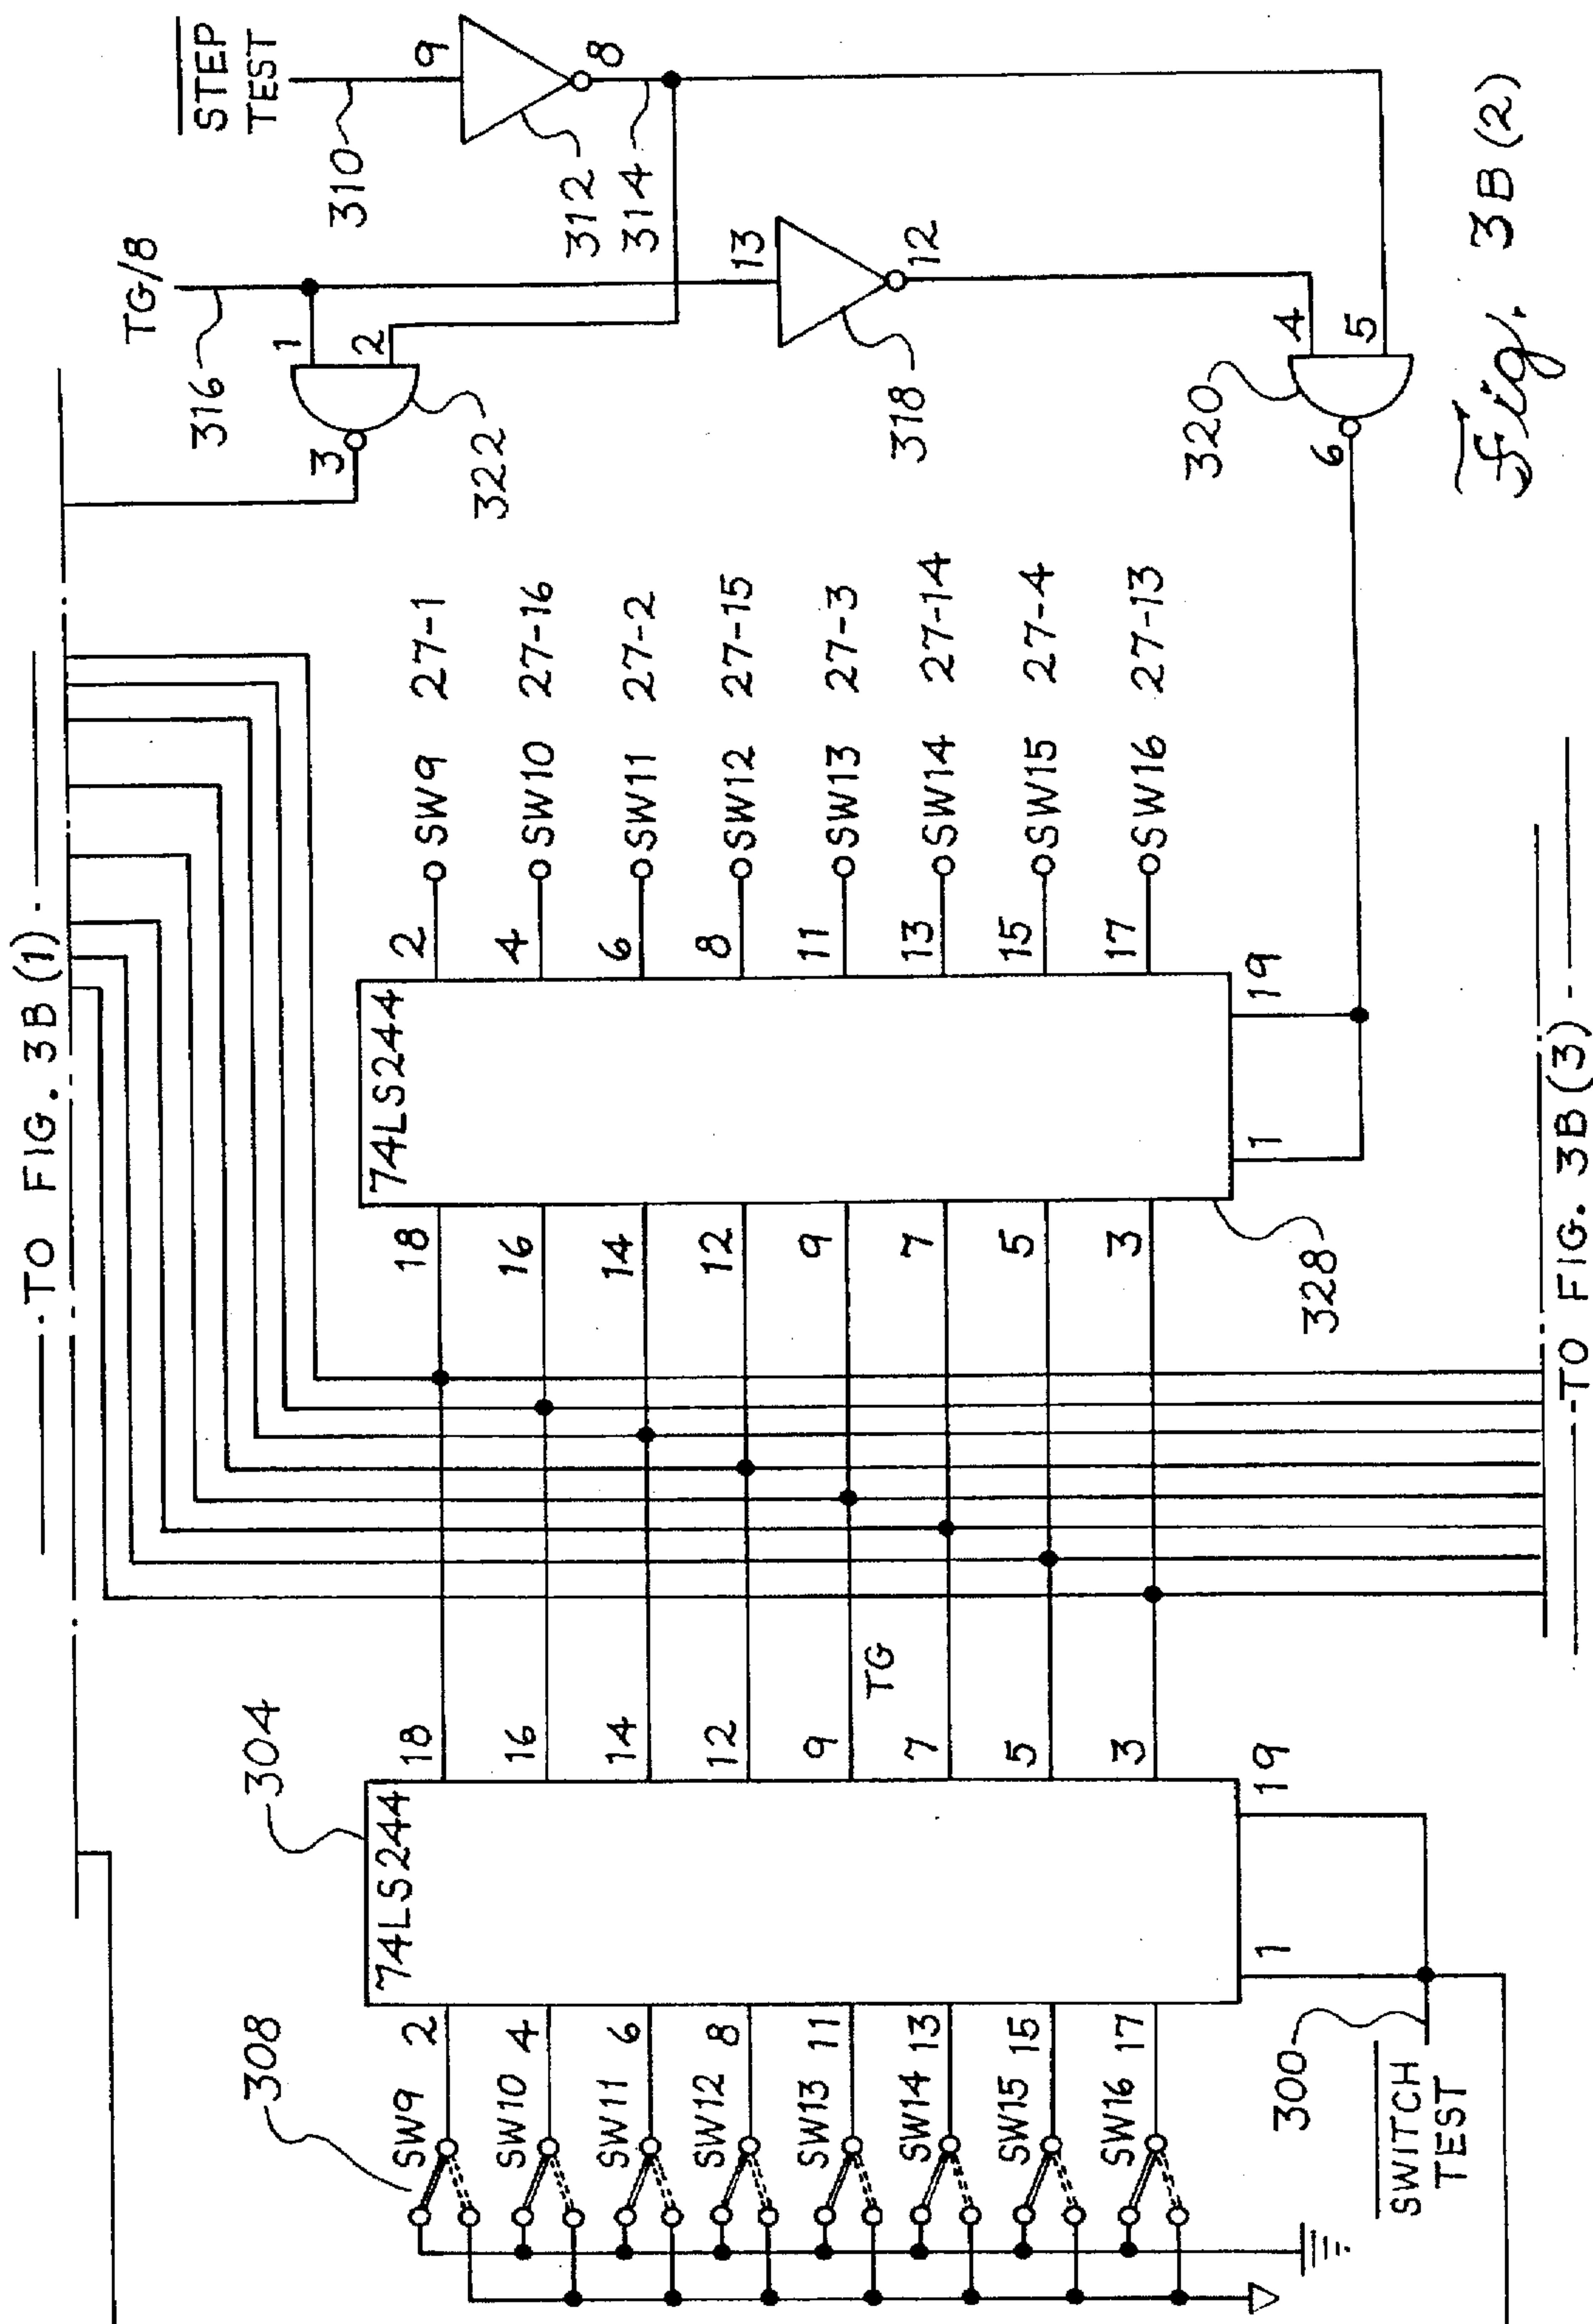 TO FIG. 3B (1)
STEP
TEST
9
8
310
312
314
TG/8
316
1
2
3
322
13
12
318
4
5
6
320
74LS244
2 SW9 27-1
4 SW10 27-16
6 SW11 27-2
8 SW12 27-15
11 SW13 27-3
13 SW14 27-14
15 SW15 27-4
17 SW16 27-13
18
16
14
12
9
7
5
3
1
19
328
304
74LS244
18
16
14
12
9
TG
7
5
3
1
19
308
SW9 2
SW10 4
SW11 6
SW12 8
SW13 11
SW14 13
SW15 15
SW16 17
300
SWITCH
TEST
TO FIG. 3B (3)
Fig. 3B (2)